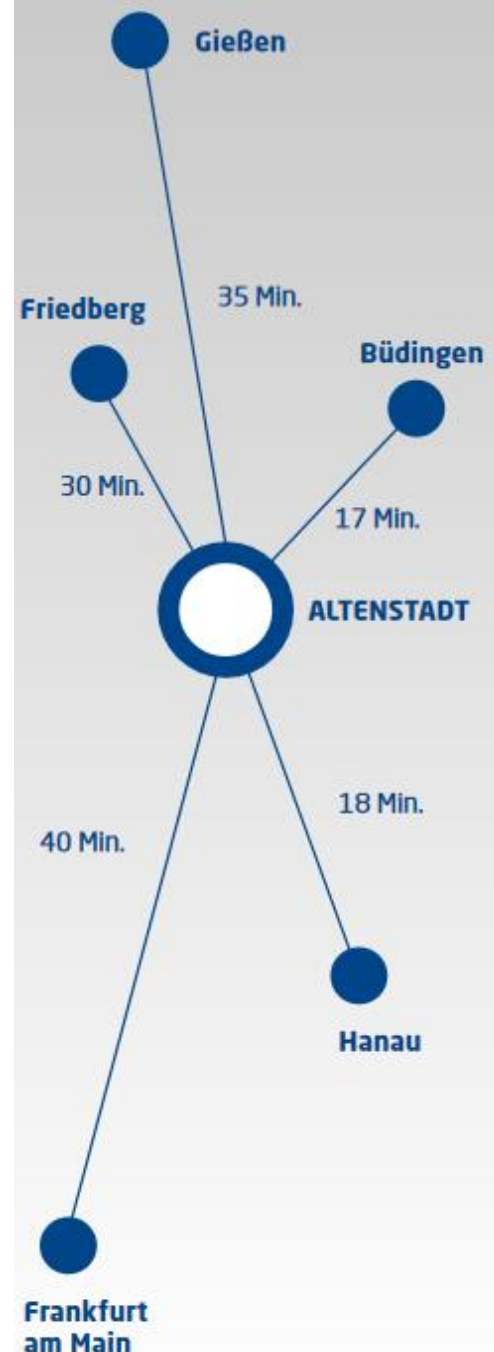 Gießen
35 Min.
Friedberg
Büdingen
30 Min.
17 Min.
ALTENSTADT
18 Min.
40 Min.
Hanau
Frankfurt
am Main